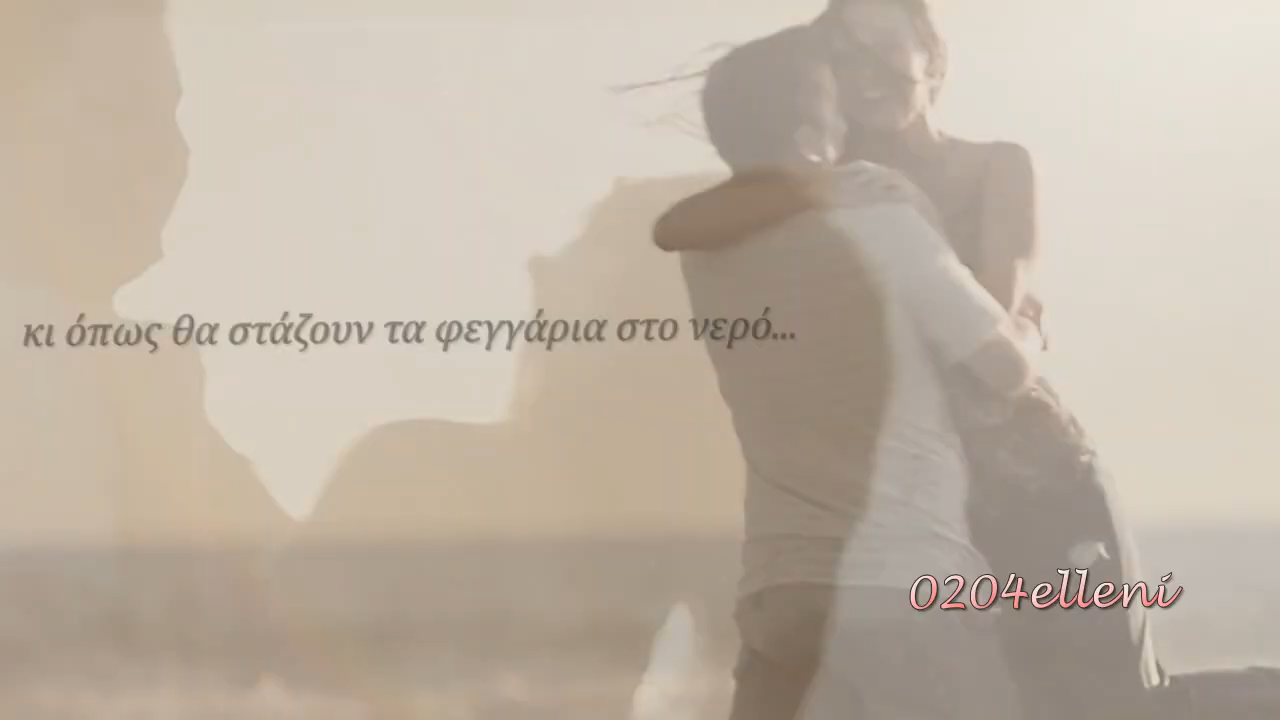 κι όπως θα στάζουν τα φεγγάρια στο νερό...
0204elleni